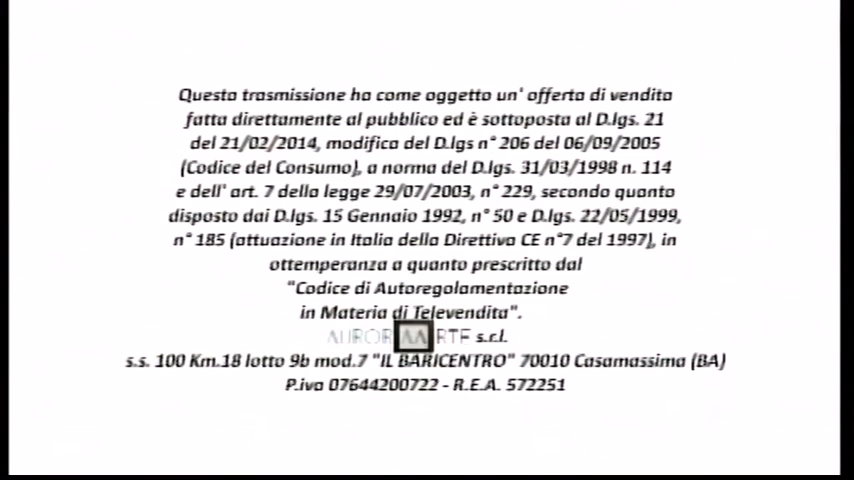 Questa trasmissione ha come oggetto un' offerta di vendita
fatta direttamente al pubblico ed è sottoposta al D.lgs. 21
del 21/02/2014, modifica del D.lgs n° 206 del 06/09/2005
(Codice del Consumo), a norma del D.lgs. 31/03/1998 n. 114
e dell' art. 7 della legge 29/07/2003, n° 229, secondo quanto
disposto dai D.lgs. 15 Gennaio 1992, n° 50 e D.lgs. 22/05/1999,
n° 185 (attuazione in Italia della Direttiva CE n°7 del 1997), in
ottemperanza a quanto prescritto dal
"Codice di Autoregolamentazione
in Materia di Televendita".
AURORAARTE s.r.l.
s.s. 100 Km.18 lotto 9b mod.7 "IL BARICENTRO" 70010 Casamassima (BA)
P.iva 07644200722 - R.E.A. 572251